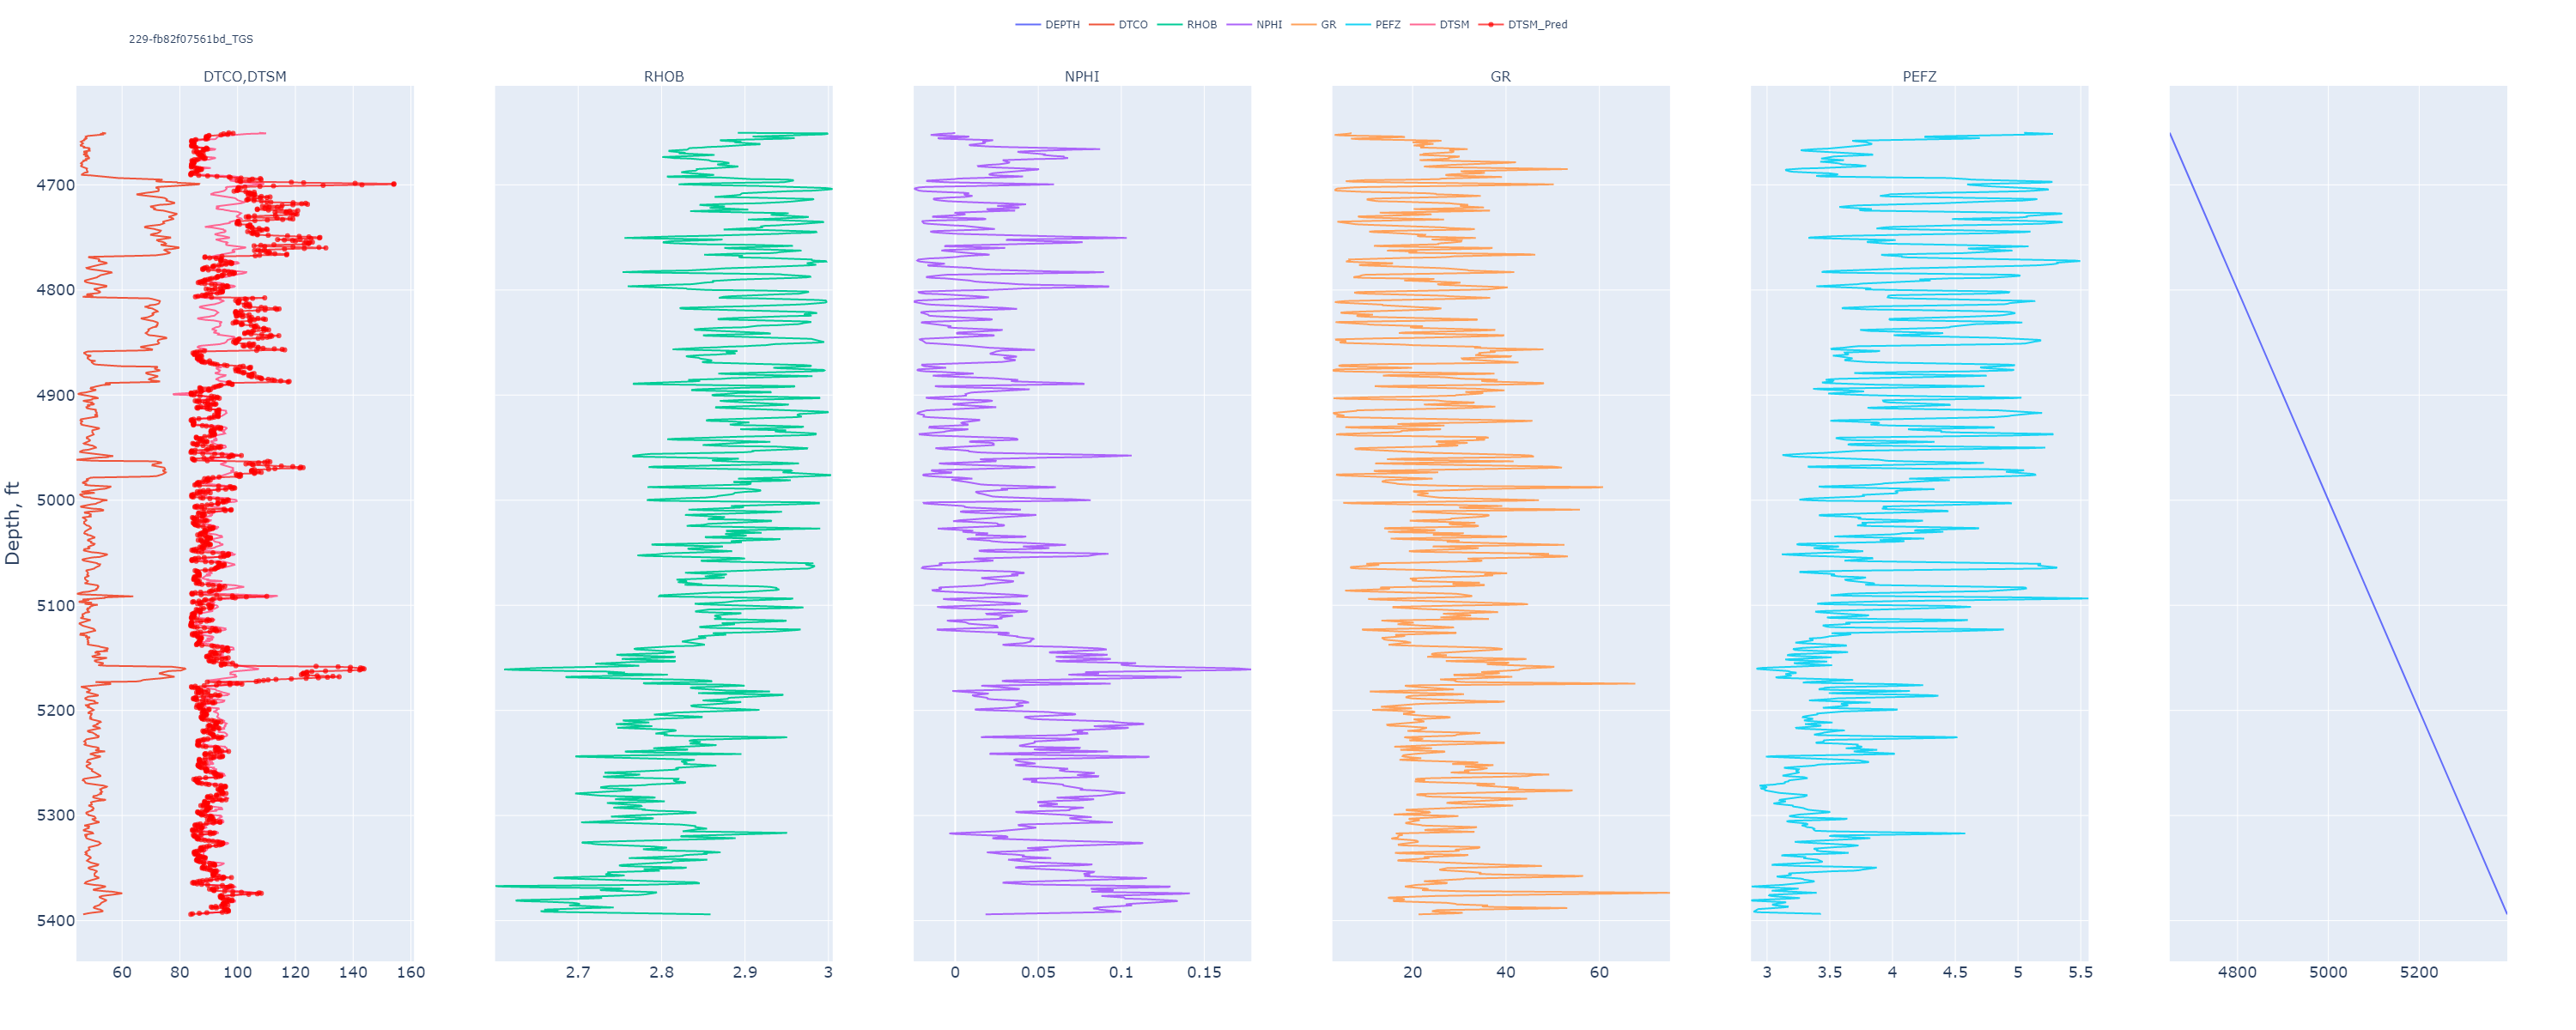 DEPTH DTCO RHOB NPHI GR PEFZ DTSM DTSM_Pred
229-fb82f07561bd_TGS
DTCO,DTSM RHOB NPHI GR PEFZ
Depth, ft
4700
4800
4900
5000
5100
5200
5300
5400
60 80 100 120 140 160 2.7 2.8 2.9 3 0 0.05 0.1 0.15 20 40 60 3 3.5 4 4.5 5 5.5 4800 5000 5200